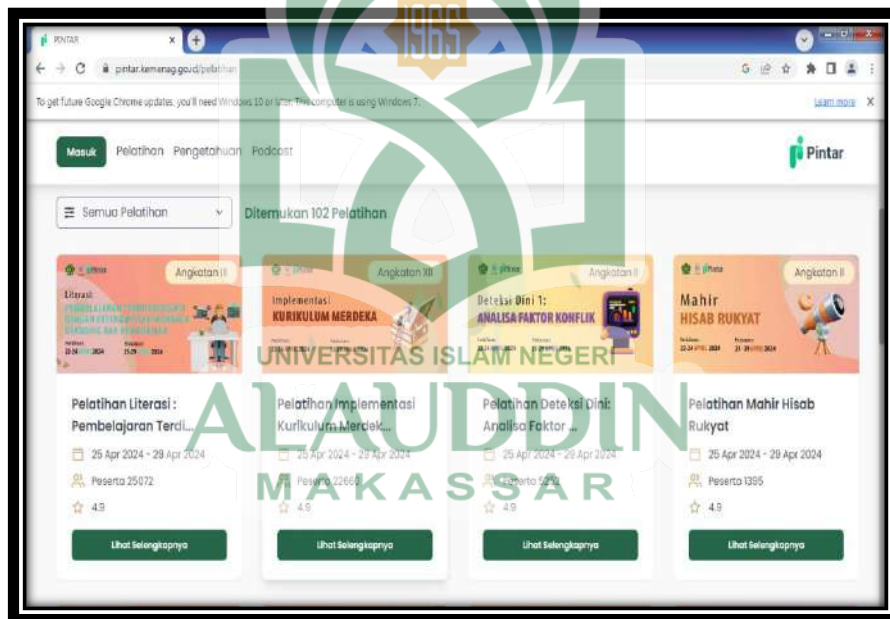 1965
PINTAR
pintar.kemenag.go.id/pelatihan
To get future Google Chrome updates, you'll need Windows 10 or later. This computer is using Windows 7.
Learn more
Masuk Pelatihan Pengetahuan Podcast
Pintar
Semua Pelatihan
Ditemukan 102 Pelatihan
Angkatan III
Literasi:
Angkatan XII
Implementasi
KURIKULUM MERDEKA
Angkatan II
Deteksi Dini 1:
ANALISA FAKTOR KONFLIK
Angkatan II
Mahir
HISAB RUKYAT
UNIVERSITAS ISLAM NEGERI
ALAUDDIN
MAKASSAR
Pelatihan Literasi :
Pembelajaran Terdi...
25 Apr 2024 - 29 Apr 2024
Peserta 25072
4.9
Lihat Selengkapnya
Pelatihan Implementasi
Kurikulum Merdek...
25 Apr 2024 - 29 Apr 2024
Peserta 22660
4.9
Lihat Selengkapnya
Pelatihan Deteksi Dini:
Analisa Faktor ...
25 Apr 2024 - 29 Apr 2024
Peserta 5252
4.9
Lihat Selengkapnya
Pelatihan Mahir Hisab
Rukyat
25 Apr 2024 - 29 Apr 2024
Peserta 1395
4.9
Lihat Selengkapnya